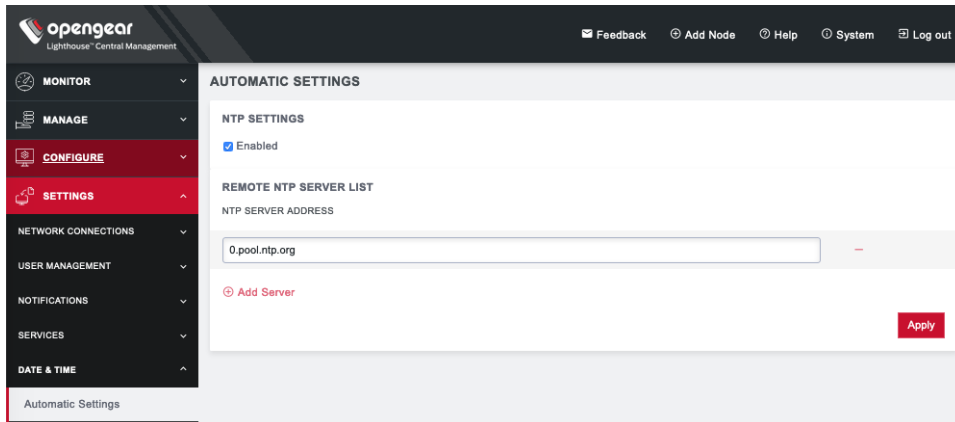 opengear
Lighthouse™ Central Management
Feedback
Add Node
Help
System
Log out
MONITOR
MANAGE
CONFIGURE
SETTINGS
NETWORK CONNECTIONS
USER MANAGEMENT
NOTIFICATIONS
SERVICES
DATE & TIME
Automatic Settings
AUTOMATIC SETTINGS
NTP SETTINGS
Enabled
REMOTE NTP SERVER LIST
NTP SERVER ADDRESS
0.pool.ntp.org
Add Server
Apply